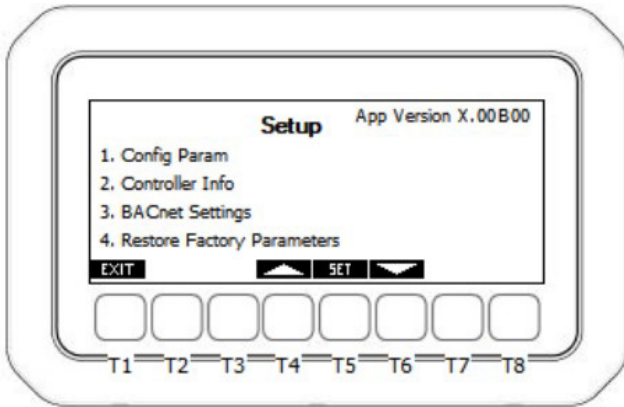 Setup App Version X.00B00
1. Config Param
2. Controller Info
3. BACnet Settings
4. Restore Factory Parameters
EXIT SET
T1 T2 T3 T4 T5 T6 T7 T8